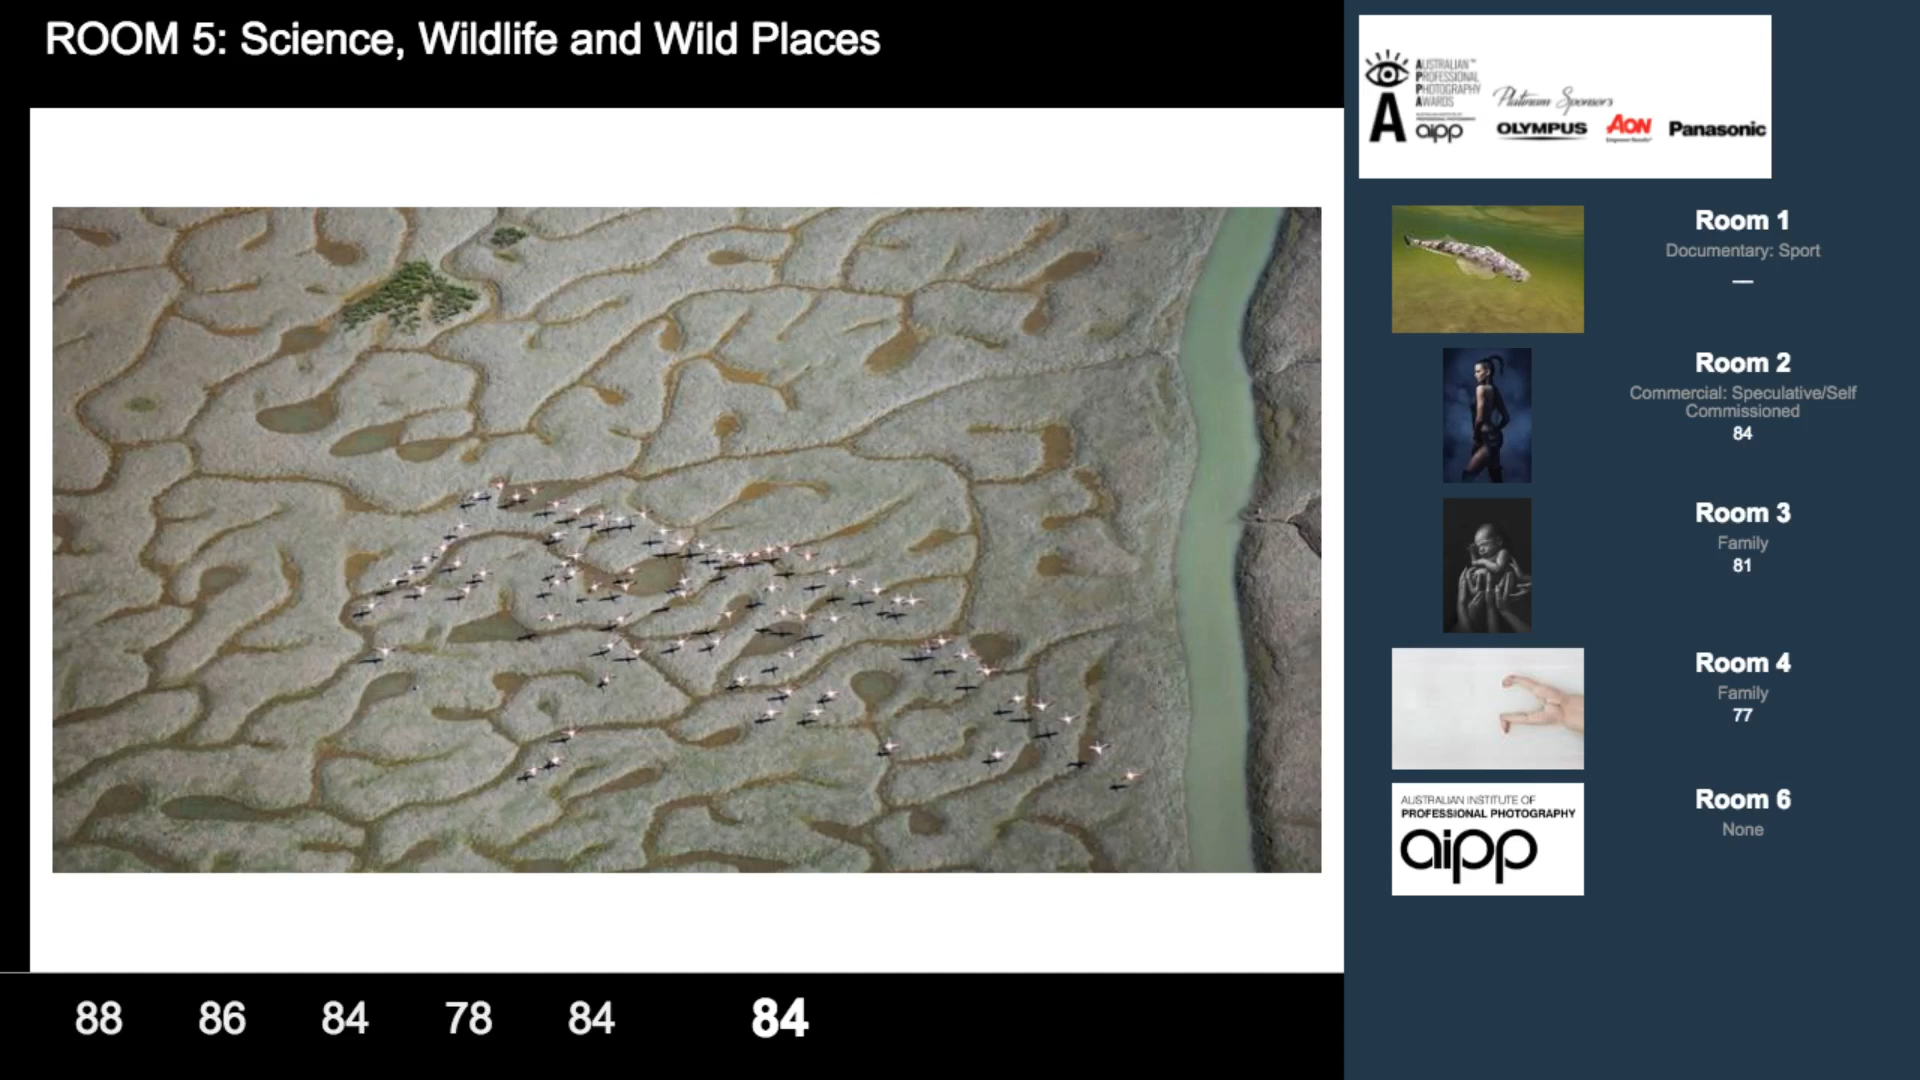 ROOM 5: Science, Wildlife and Wild Places
AUSTRALIAN™
PROFESSIONAL
PHOTOGRAPHY
AWARDS
aipp
Platinum Sponsors
OLYMPUS
AON
Panasonic
Room 1
Documentary: Sport
—
Room 2
Commercial: Speculative/Self
Commissioned
84
Room 3
Family
81
Room 4
Family
77
AUSTRALIAN INSTITUTE OF
PROFESSIONAL PHOTOGRAPHY
aipp
Room 6
None
88 86 84 78 84 84